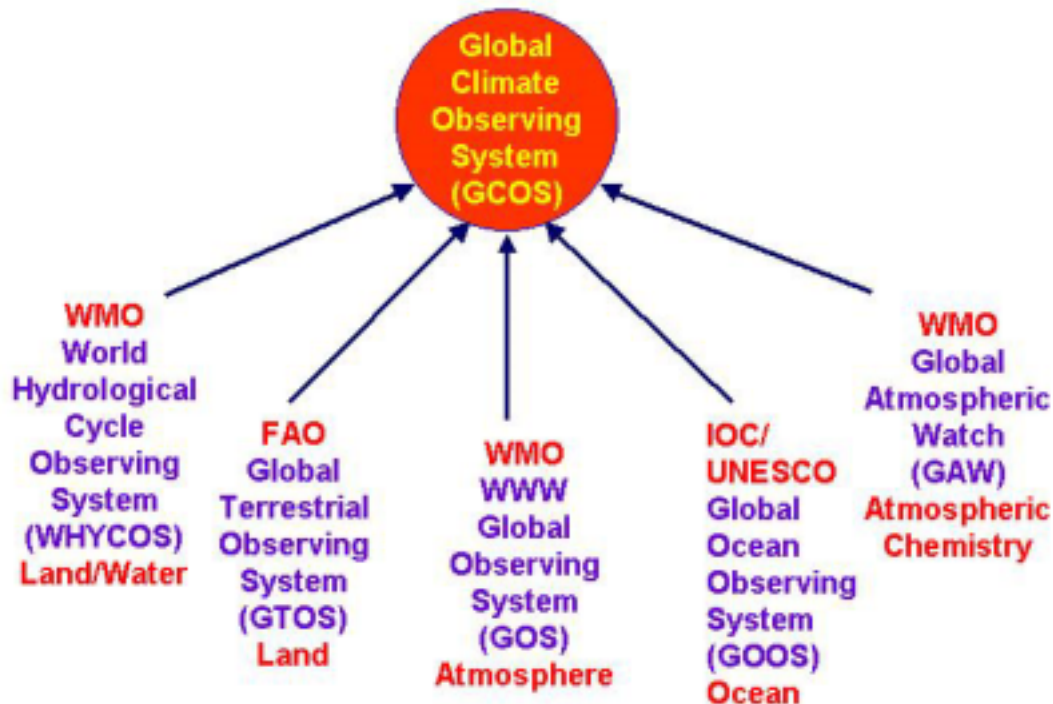 Global
Climate
Observing
System
(GCOS)
WMO
World
Hydrological
Cycle
Observing
System
(WHYCOS)
Land/Water
FAO
Global
Terrestrial
Observing
System
(GTOS)
Land
WMO
WWW
Global
Observing
System
(GOS)
Atmosphere
IOC/
UNESCO
Global
Ocean
Observing
System
(GOOS)
Ocean
WMO
Global
Atmospheric
Watch
(GAW)
Atmospheric
Chemistry